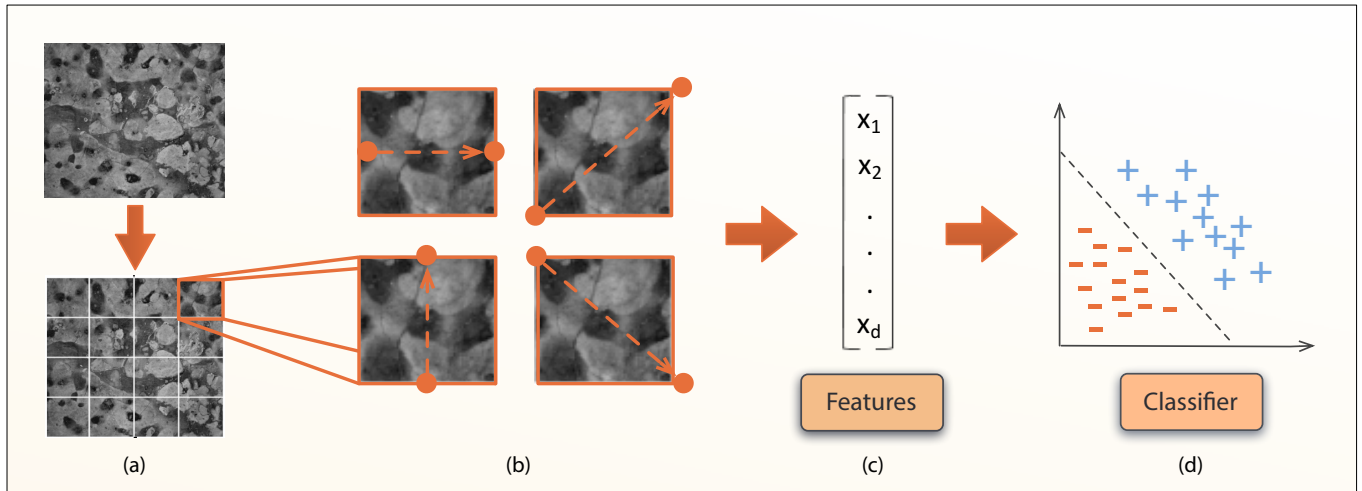 x1
x2
.
.
.
xd
Features
Classifier
(a)
(b)
(c)
(d)